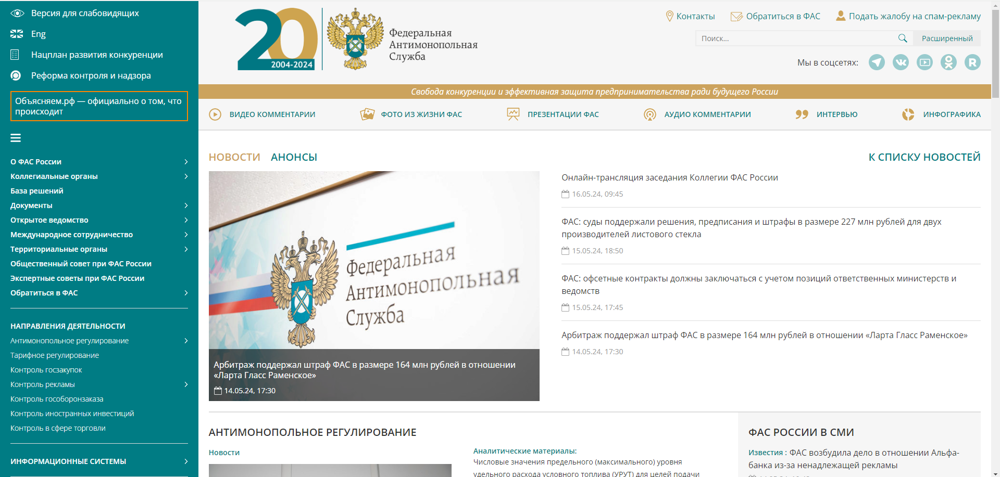 Версия для слабовидящих
Eng
Нацплан развития конкуренции
Реформа контроля и надзора
Объясняем.рф — официально о том, что
происходит
О ФАС России
Коллегиальные органы
База решений
Документы
Открытое ведомство
Международное сотрудничество
Территориальные органы
Общественный совет при ФАС России
Экспертные советы при ФАС России
Обратиться в ФАС
НАПРАВЛЕНИЯ ДЕЯТЕЛЬНОСТИ
Антимонопольное регулирование
Тарифное регулирование
Контроль госзакупок
Контроль рекламы
Контроль гособоронзаказа
Контроль иностранных инвестиций
Контроль в сфере торговли
ИНФОРМАЦИОННЫЕ СИСТЕМЫ
20
2004-2024
Федеральная
Антимонопольная
Служба
Контакты
Обратиться в ФАС
Подать жалобу на спам-рекламу
Поиск...
Расширенный
Мы в соцсетях:
Свобода конкуренции и эффективная защита предпринимательства ради будущего России
ВИДЕО КОММЕНТАРИИ
ФОТО ИЗ ЖИЗНИ ФАС
ПРЕЗЕНТАЦИИ ФАС
АУДИО КОММЕНТАРИИ
ИНТЕРВЬЮ
ИНФОГРАФИКА
НОВОСТИ АНОНСЫ
К СПИСКУ НОВОСТЕЙ
Федеральная
Антимонопольная
Служба
Арбитраж поддержал штраф ФАС в размере 164 млн рублей в отношении
«Ларта Гласс Раменское»
14.05.24, 17:30
Онлайн-трансляция заседания Коллегии ФАС России
16.05.24, 09:45
ФАС: суды поддержали решения, предписания и штрафы в размере 227 млн рублей для двух
производителей листового стекла
15.05.24, 18:50
ФАС: офсетные контракты должны заключаться с учетом позиций ответственных министерств и
ведомств
15.05.24, 17:45
Арбитраж поддержал штраф ФАС в размере 164 млн рублей в отношении «Ларта Гласс Раменское»
14.05.24, 17:30
АНТИМОНОПОЛЬНОЕ РЕГУЛИРОВАНИЕ
Новости
Аналитические материалы:
Числовые значения предельного (максимального) уровня
удельного расхода условного топлива (УРУТ) для целей подачи
ФАС РОССИИ В СМИ
Известия : ФАС возбудила дело в отношении Альфа-
банка из-за ненадлежащей рекламы